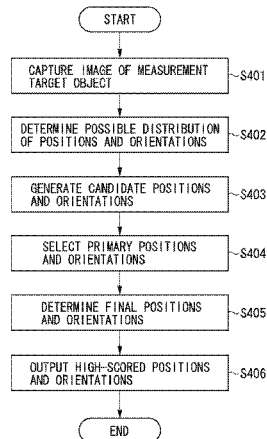 START
CAPTURE IMAGE OF MEASUREMENT
TARGET OBJECT
S401
DETERMINE POSSIBLE DISTRIBUTION
OF POSITIONS AND ORIENTATIONS
S402
GENERATE CANDIDATE POSITIONS
AND ORIENTATIONS
S403
SELECT PRIMARY POSITIONS
AND ORIENTATIONS
S404
DETERMINE FINAL POSITIONS
AND ORIENTATIONS
S405
OUTPUT HIGH-SCORED POSITIONS
AND ORIENTATIONS
S406
END